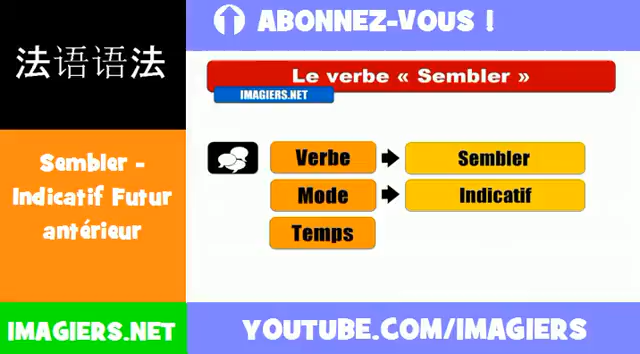 法语语法
Sembler -
Indicatif Futur
antérieur
IMAGIERS.NET
ABONNEZ-VOUS !
Le verbe « Sembler »
IMAGIERS.NET
Verbe
Sembler
Mode
Indicatif
Temps
YOUTUBE.COM/IMAGIERS